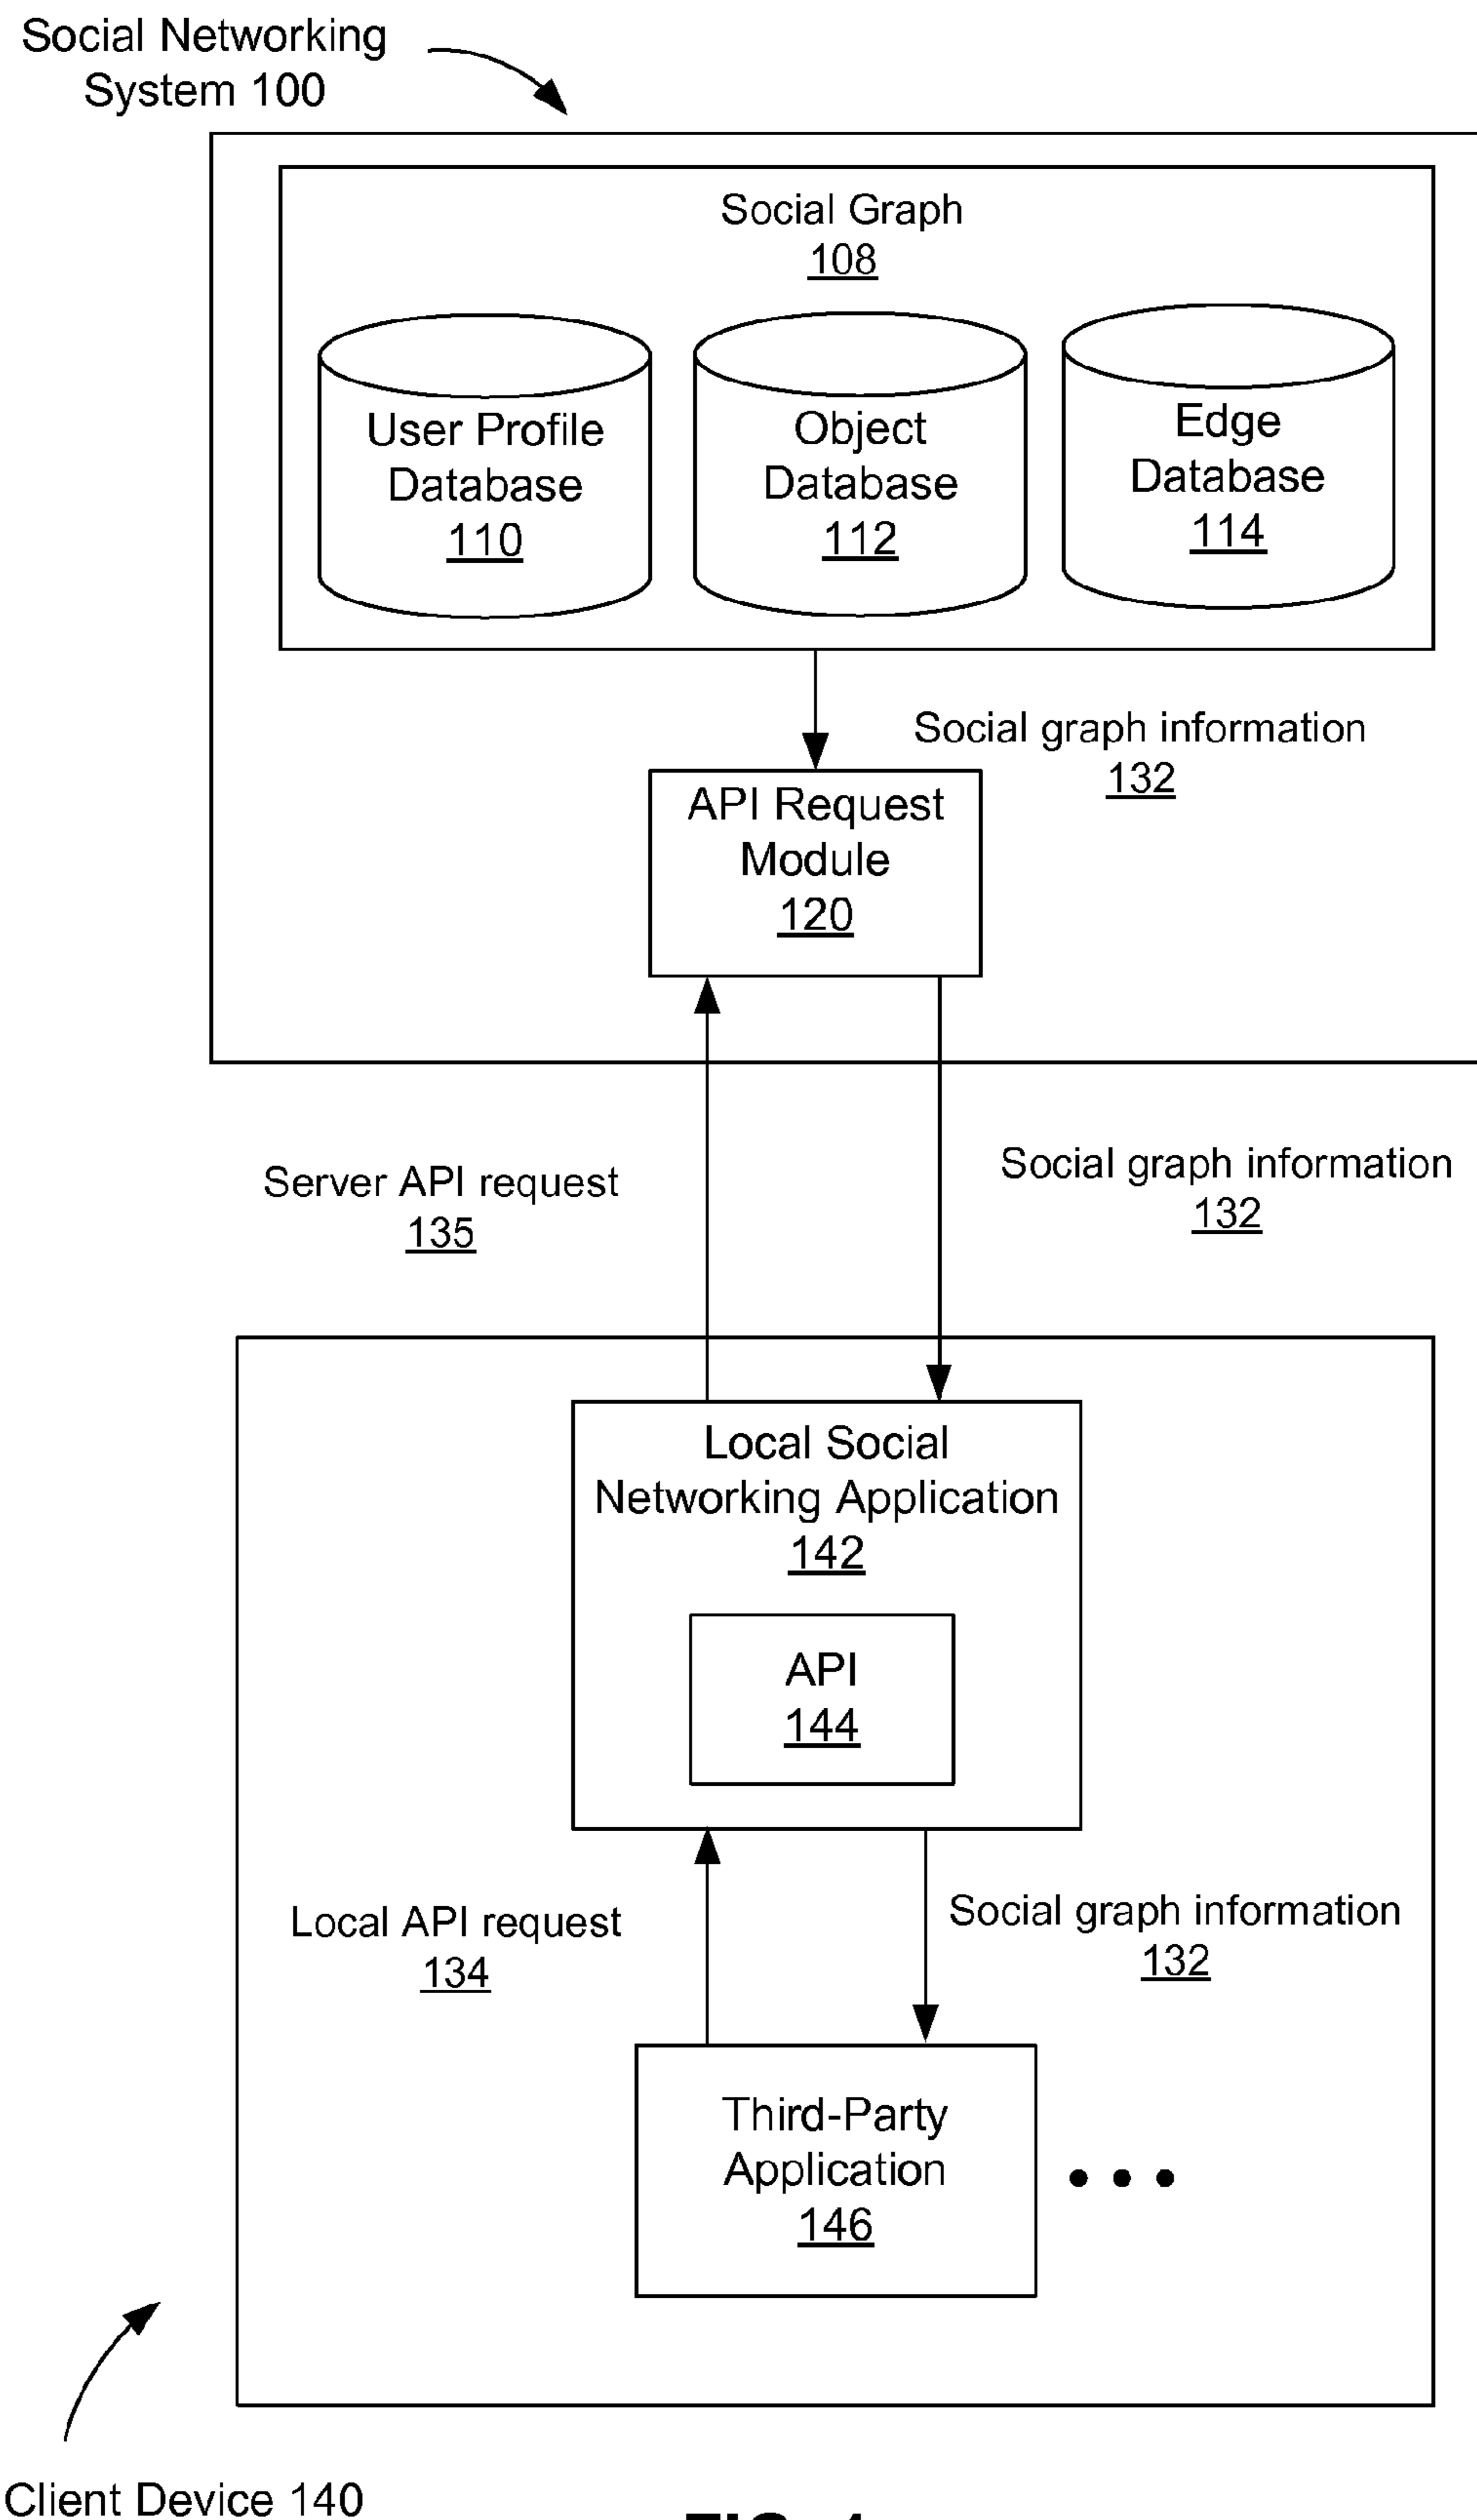 Social Networking
System 100
Social Graph
108
User Profile
Database
110
Object
Database
112
Edge
Database
114
Social graph information
132
API Request
Module
120
Server API request
135
Social graph information
132
Local Social
Networking Application
142
API
144
Local API request
134
Social graph information
132
Third-Party
Application
146
Client Device 140